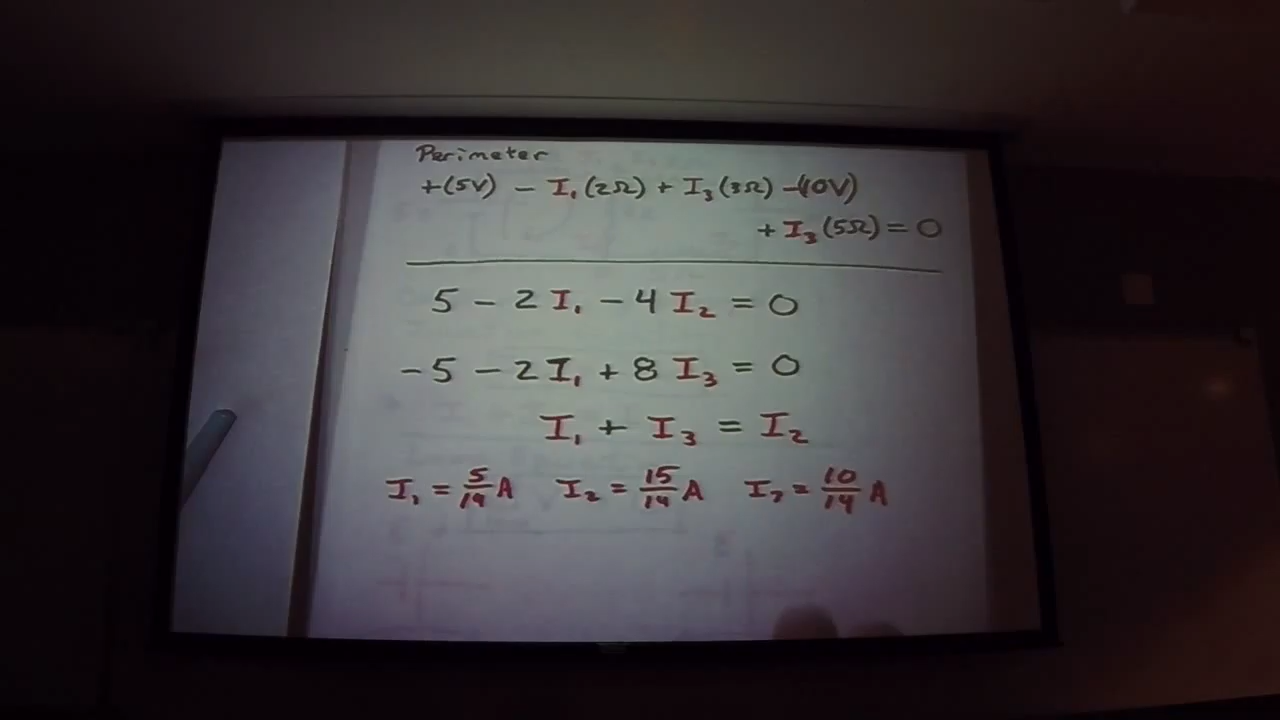 Perimeter
+(5V) − I₁(2Ω) + I₃(3Ω) −(10V)
+ I₃(5Ω) = 0
5 − 2I₁ − 4I₂ = 0
−5 − 2I₁ + 8I₃ = 0
I₁ + I₃ = I₂
I₁ = 5/14 A I₂ = 15/14 A I₃ = 10/14 A